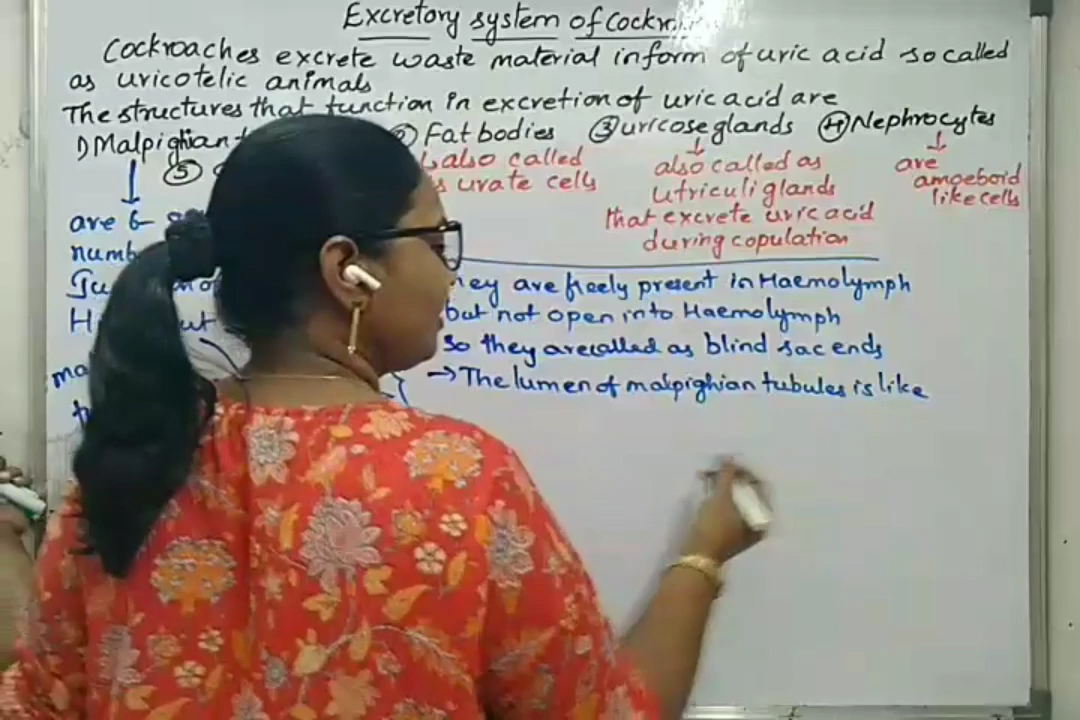 Excretory system of Cockr
Cockroaches excrete waste material inform of uric acid so called
as uricotelic animals
The structures that function in excretion of uric acid are
1) Malpighian ② Fat bodies ③ uricose glands ④ Nephrocytes
⑤
also called
urate cells
also called as
utriculi glands
that excrete uric acid
during copulation
are
amoeboid
like cells
are 6-
numb
hey are freely present in Haemolymph
but not open into Haemolymph
so they are called as blind sac ends
→ The lumen of malpighian tubules is like